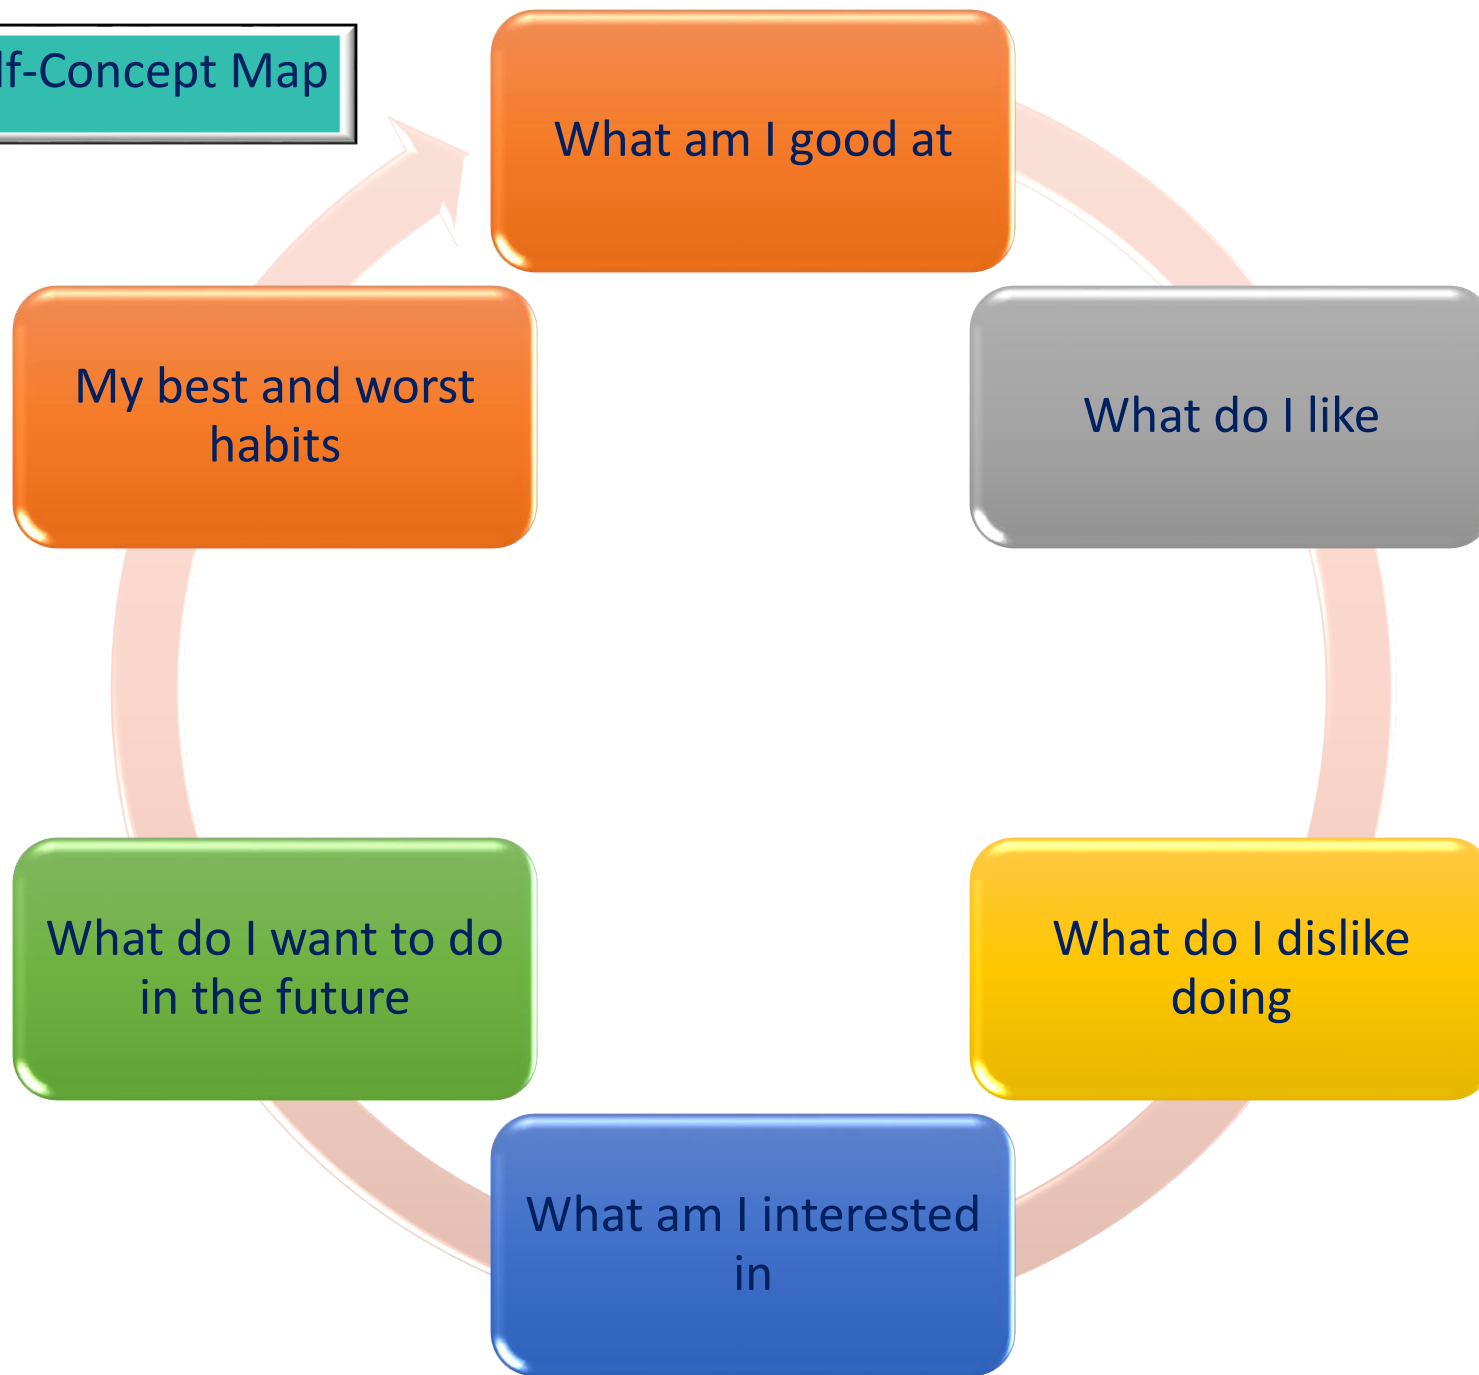 lf-Concept Map
What am I good at
What do I like
What do I dislike
doing
What am I interested
in
What do I want to do
in the future
My best and worst
habits